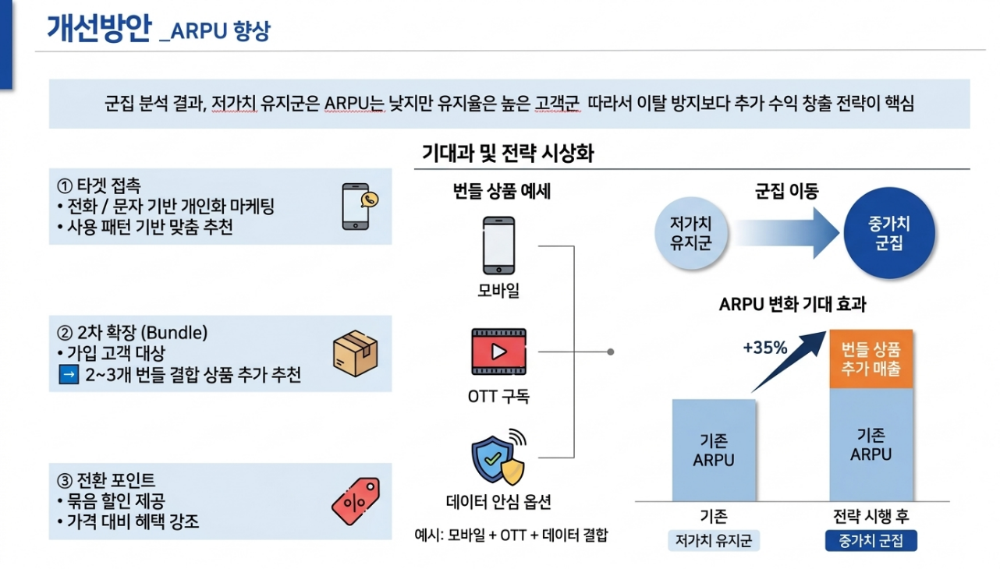 개선방안 _ARPU 향상
군집 분석 결과, 저가치 유지군은 ARPU는 낮지만 유지율은 높은 고객군 따라서 이탈 방지보다 추가 수익 창출 전략이 핵심
① 타겟 접촉
• 전화 / 문자 기반 개인화 마케팅
• 사용 패턴 기반 맞춤 추천
② 2차 확장 (Bundle)
• 가입 고객 대상
→ 2~3개 번들 결합 상품 추가 추천
③ 전환 포인트
• 묶음 할인 제공
• 가격 대비 혜택 강조
기대과 및 전략 시상화
번들 상품 예세
모바일
OTT 구독
데이터 안심 옵션
예시: 모바일 + OTT + 데이터 결합
군집 이동
저가치
유지군
중가치
군집
ARPU 변화 기대 효과
+35%
번들 상품
추가 매출
기존
ARPU
기존
ARPU
기존
전략 시행 후
저가치 유지군
중가치 군집